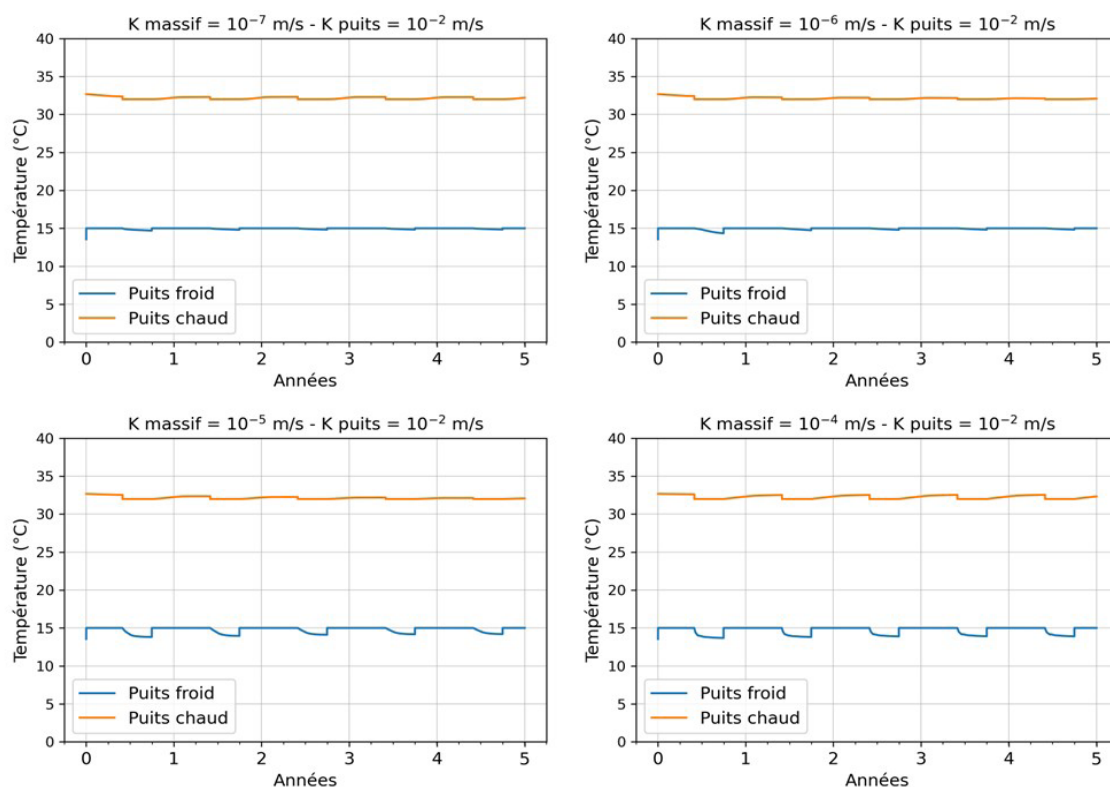 K massif = 10⁻⁷ m/s - K puits = 10⁻² m/s
40
35
30
25
20
15
10
5
0
Température (°C)
Puits froid
Puits chaud
0 1 2 3 4 5
Années
K massif = 10⁻⁶ m/s - K puits = 10⁻² m/s
40
35
30
25
20
15
10
5
0
Température (°C)
Puits froid
Puits chaud
0 1 2 3 4 5
Années
K massif = 10⁻⁵ m/s - K puits = 10⁻² m/s
40
35
30
25
20
15
10
5
0
Température (°C)
Puits froid
Puits chaud
0 1 2 3 4 5
Années
K massif = 10⁻⁴ m/s - K puits = 10⁻² m/s
40
35
30
25
20
15
10
5
0
Température (°C)
Puits froid
Puits chaud
0 1 2 3 4 5
Années